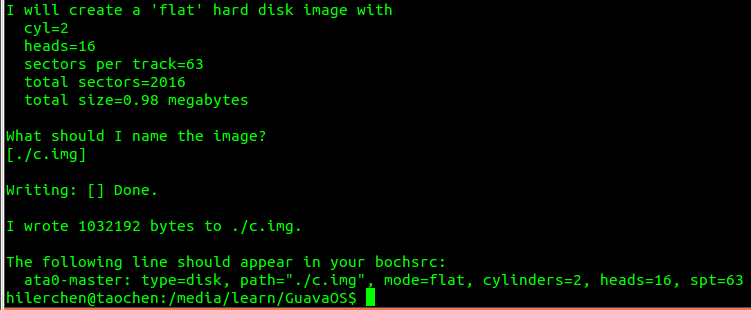 I will create a 'flat' hard disk image with
  cyl=2
  heads=16
  sectors per track=63
  total sectors=2016
  total size=0.98 megabytes
What should I name the image?
[./c.img]
Writing: [] Done.
I wrote 1032192 bytes to ./c.img.
The following line should appear in your bochsrc:
  ata0-master: type=disk, path="./c.img", mode=flat, cylinders=2, heads=16, spt=63
hilerchen@taochen:/media/learn/GuavaOS$